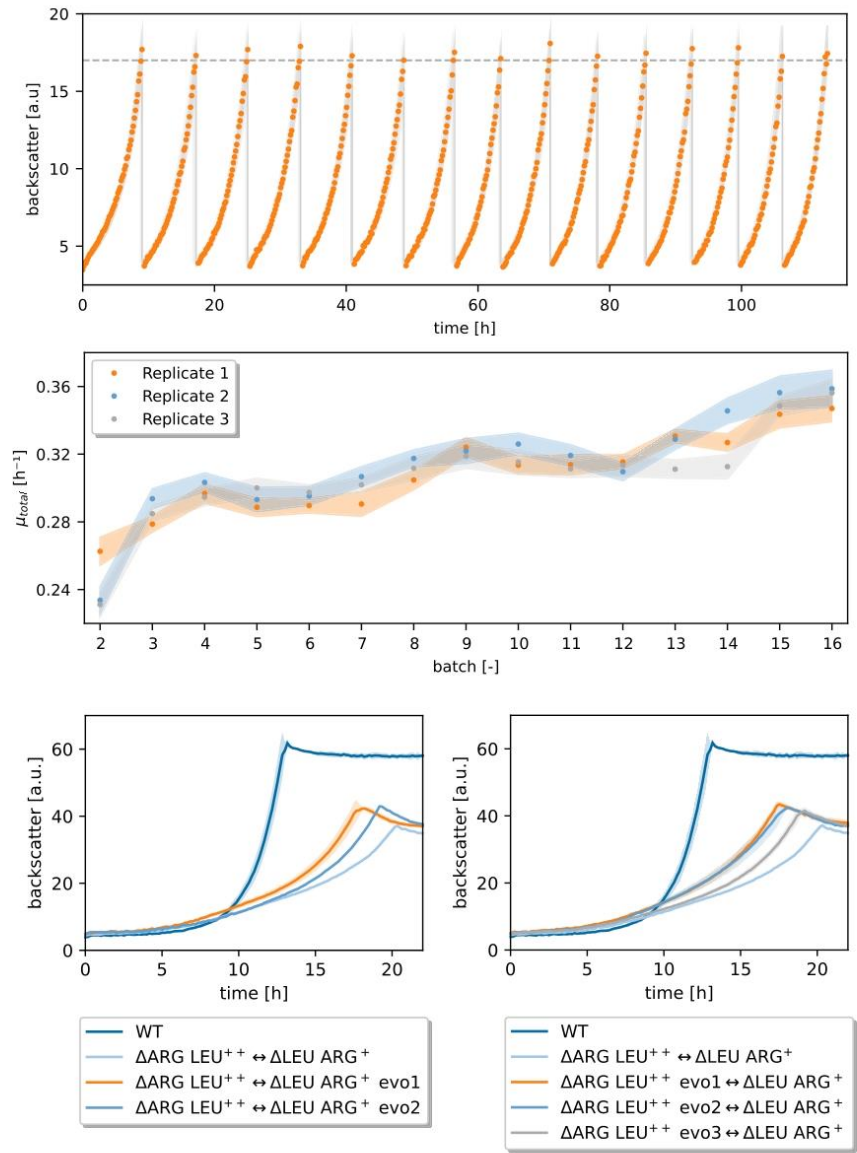 20
15
10
5
backscatter [a.u]
0 20 40 60 80 100
time [h]
0.36
0.32
0.28
0.24
μtotal [h⁻¹]
Replicate 1
Replicate 2
Replicate 3
2 3 4 5 6 7 8 9 10 11 12 13 14 15 16
batch [-]
60
40
20
0
backscatter [a.u.]
0 5 10 15 20
time [h]
WT
ΔARG LEU⁺⁺ ↔ ΔLEU ARG⁺
ΔARG LEU⁺⁺ ↔ ΔLEU ARG⁺ evo1
ΔARG LEU⁺⁺ ↔ ΔLEU ARG⁺ evo2
60
40
20
0
backscatter [a.u.]
0 5 10 15 20
time [h]
WT
ΔARG LEU⁺⁺ ↔ ΔLEU ARG⁺
ΔARG LEU⁺⁺ evo1 ↔ ΔLEU ARG⁺
ΔARG LEU⁺⁺ evo2 ↔ ΔLEU ARG⁺
ΔARG LEU⁺⁺ evo3 ↔ ΔLEU ARG⁺